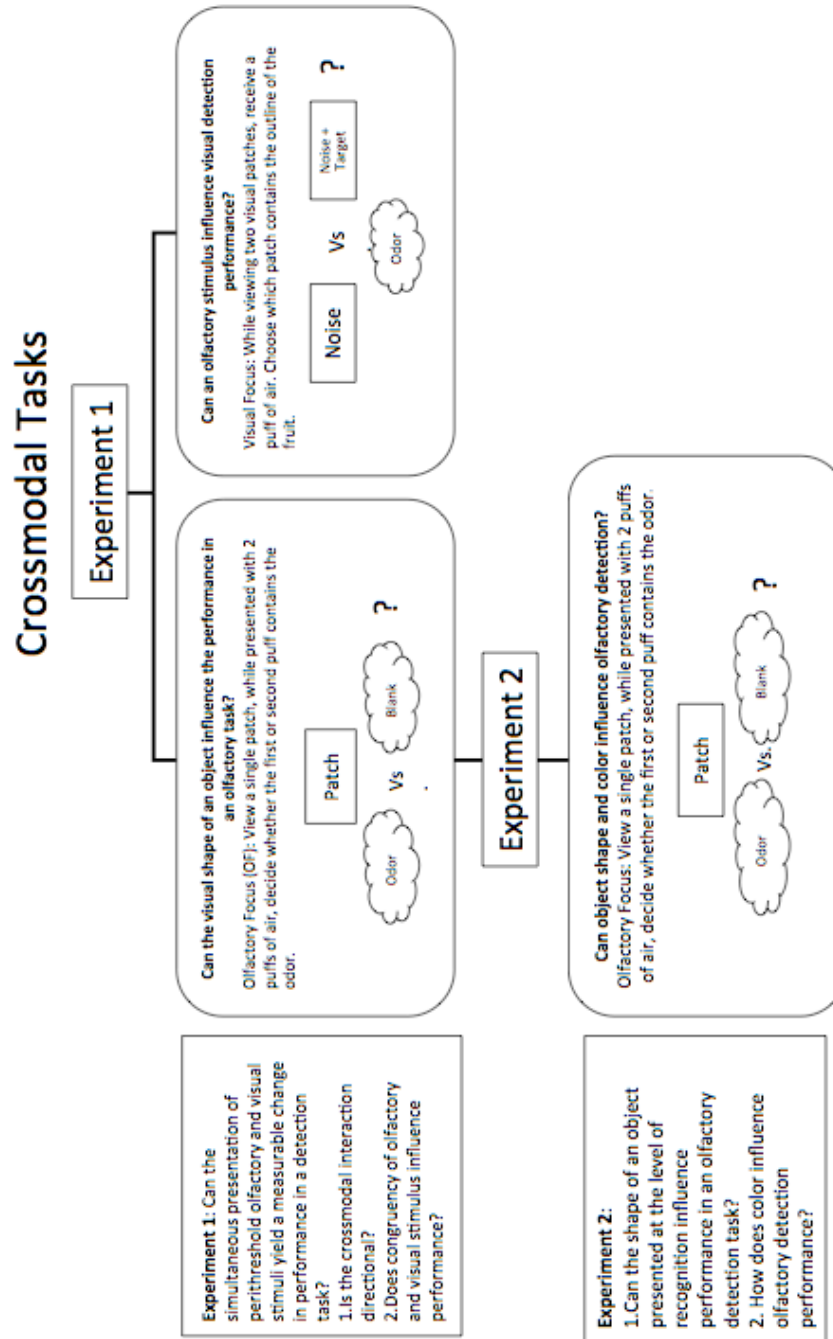 Crossmodal Tasks
Experiment 1
Experiment 1: Can the
simultaneous presentation of
perithreshold olfactory and visual
stimuli yield a measurable change
in performance in a detection
task?
1.Is the crossmodal interaction
directional?
2.Does congruency of olfactory
and visual stimulus influence
performance?
Can the visual shape of an object influence the performance in
an olfactory task?
Olfactory Focus (OF): View a single patch, while presented with 2
puffs of air, decide whether the first or second puff contains the
odor.
Patch
Odor
Vs
Blank
?
Can an olfactory stimulus influence visual detection
performance?
Visual Focus: While viewing two visual patches, receive a
puff of air. Choose which patch contains the outline of the
fruit.
Noise
Vs
Noise +
Target
?
Odor
Experiment 2
Experiment 2:
1.Can the shape of an object
presented at the level of
recognition influence
performance in an olfactory
detection task?
2. How does color influence
olfactory detection
performance?
Can object shape and color influence olfactory detection?
Olfactory Focus: View a single patch, while presented with 2 puffs
of air, decide whether the first or second puff contains the odor.
Patch
Odor
Vs.
Blank
?